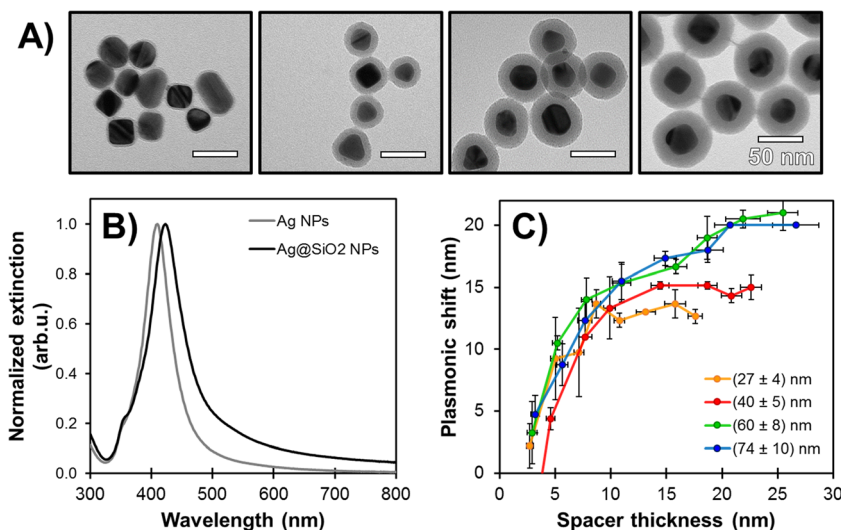 A)
50 nm
B)
Ag NPs
Ag@SiO2 NPs
Normalized extinction
(arb.u.)
1.0
0.8
0.6
0.4
0.2
0.0
300 400 500 600 700 800
Wavelength (nm)
C)
Plasmonic shift (nm)
20
15
10
5
0
(27 ± 4) nm
(40 ± 5) nm
(60 ± 8) nm
(74 ± 10) nm
0 5 10 15 20 25 30
Spacer thickness (nm)